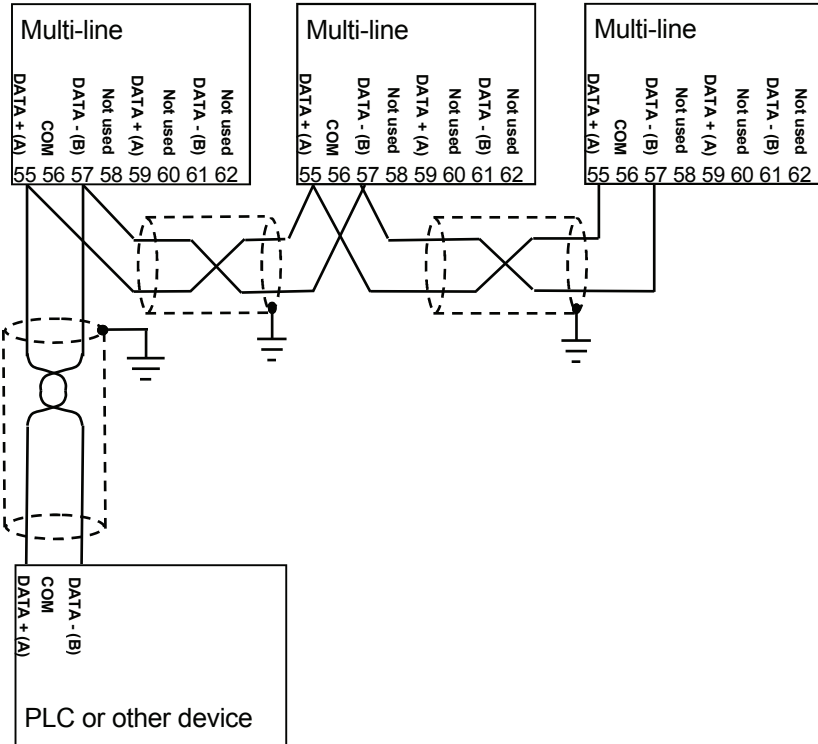 Multi-line
DATA + (A)
COM
DATA - (B)
Not used
DATA + (A)
Not used
DATA - (B)
Not used
55 56 57 58 59 60 61 62
Multi-line
DATA + (A)
COM
DATA - (B)
Not used
DATA + (A)
Not used
DATA - (B)
Not used
55 56 57 58 59 60 61 62
Multi-line
DATA + (A)
COM
DATA - (B)
Not used
DATA + (A)
Not used
DATA - (B)
Not used
55 56 57 58 59 60 61 62
DATA + (A)
COM
DATA - (B)
PLC or other device